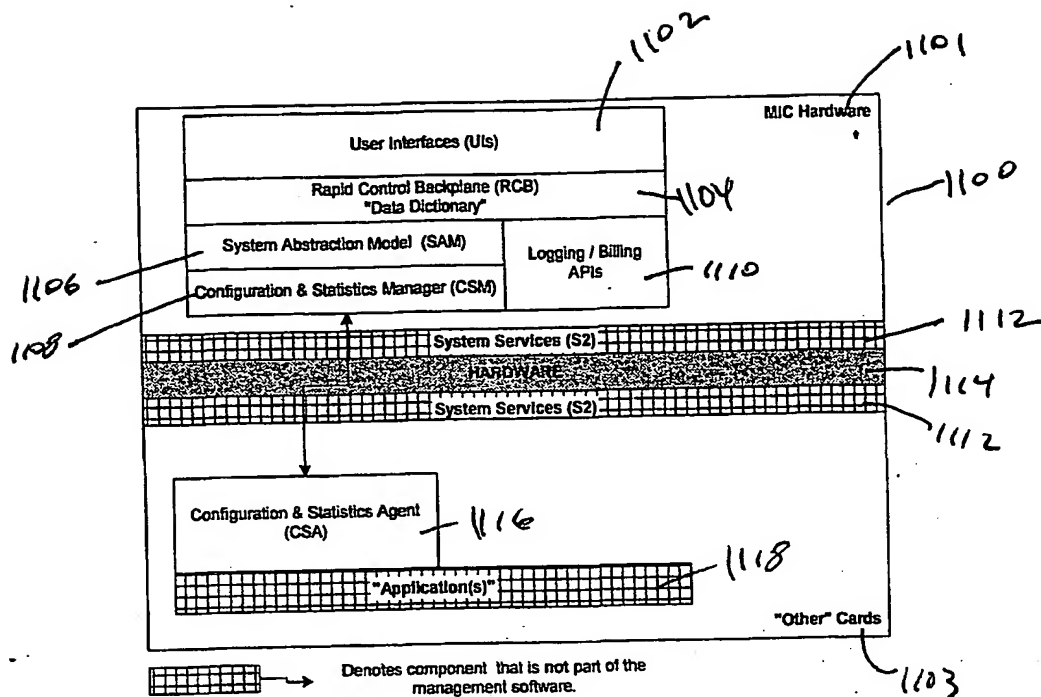 1102
1101
MIC Hardware
User Interfaces (UIs)
1100
Rapid Control Backplane (RCB)
"Data Dictionary"
1104
System Abstraction Model (SAM)
Logging / Billing
APIs
1106
1110
Configuration & Statistics Manager (CSM)
1108
System Services (S2)
1112
HARDWARE
1114
System Services (S2)
1112
Configuration & Statistics Agent
(CSA)
1116
"Application(s)"
1118
"Other" Cards
1103
Denotes component that is not part of the
management software.